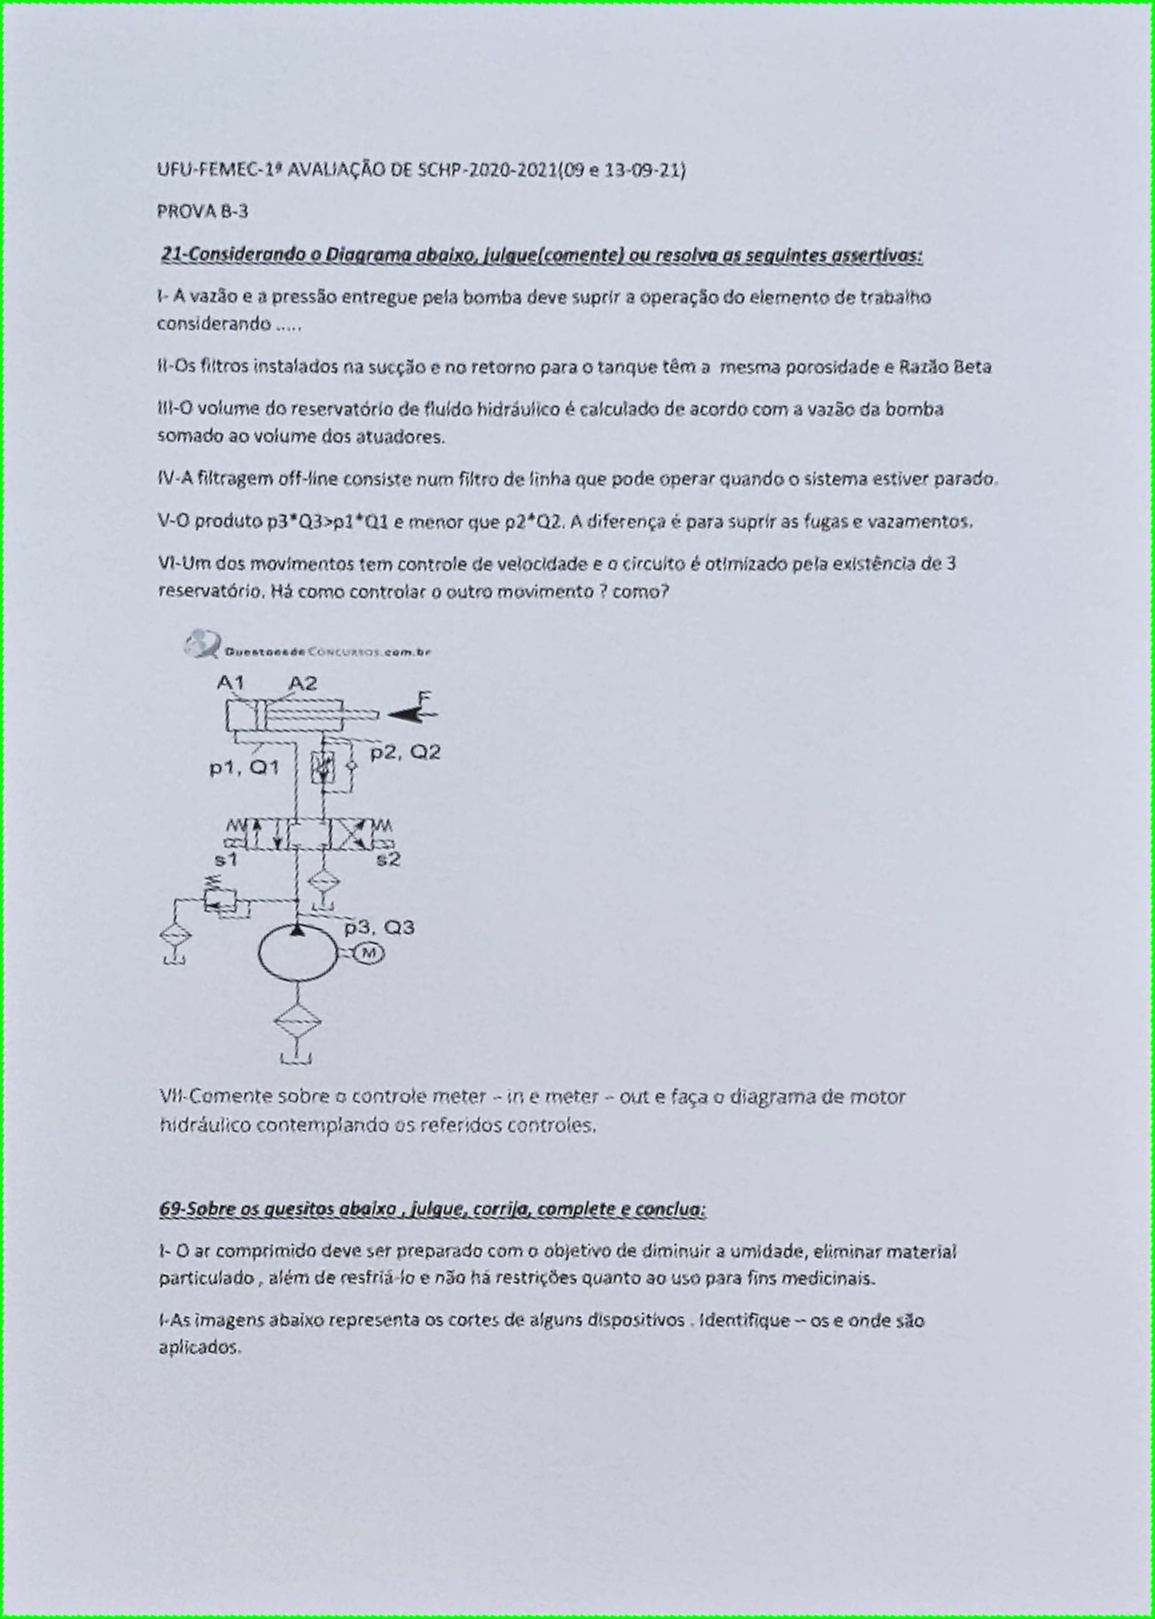 UFU-FEMEC-1ª AVALIAÇÃO DE SCHP-2020-2021(09 e 13-09-21)
PROVA B-3
21-Considerando o Diagrama abaixo, julgue(comente) ou resolva as seguintes assertivas:
I- A vazão e a pressão entregue pela bomba deve suprir a operação do elemento de trabalho
considerando .....
II-Os filtros instalados na sucção e no retorno para o tanque têm a mesma porosidade e Razão Beta
III-O volume do reservatório de fluído hidráulico é calculado de acordo com a vazão da bomba
somado ao volume dos atuadores.
IV-A filtragem off-line consiste num filtro de linha que pode operar quando o sistema estiver parado.
V-O produto p3*Q3>p1*Q1 e menor que p2*Q2. A diferença é para suprir as fugas e vazamentos.
VI-Um dos movimentos tem controle de velocidade e o circuito é otimizado pela existência de 3
reservatório. Há como controlar o outro movimento ? como?
QuestoesdeConcursos.com.br
A1 A2
F
p2, Q2
p1, Q1
s1 s2
p3, Q3
M
VII-Comente sobre o controle meter – in e meter – out e faça o diagrama de motor
hidráulico contemplando os referidos controles.
69-Sobre os quesitos abaixo , julgue, corrija, complete e conclua:
I- O ar comprimido deve ser preparado com o objetivo de diminuir a umidade, eliminar material
particulado , além de resfriá-lo e não há restrições quanto ao uso para fins medicinais.
I-As imagens abaixo representa os cortes de alguns dispositivos . Identifique – os e onde são
aplicados.